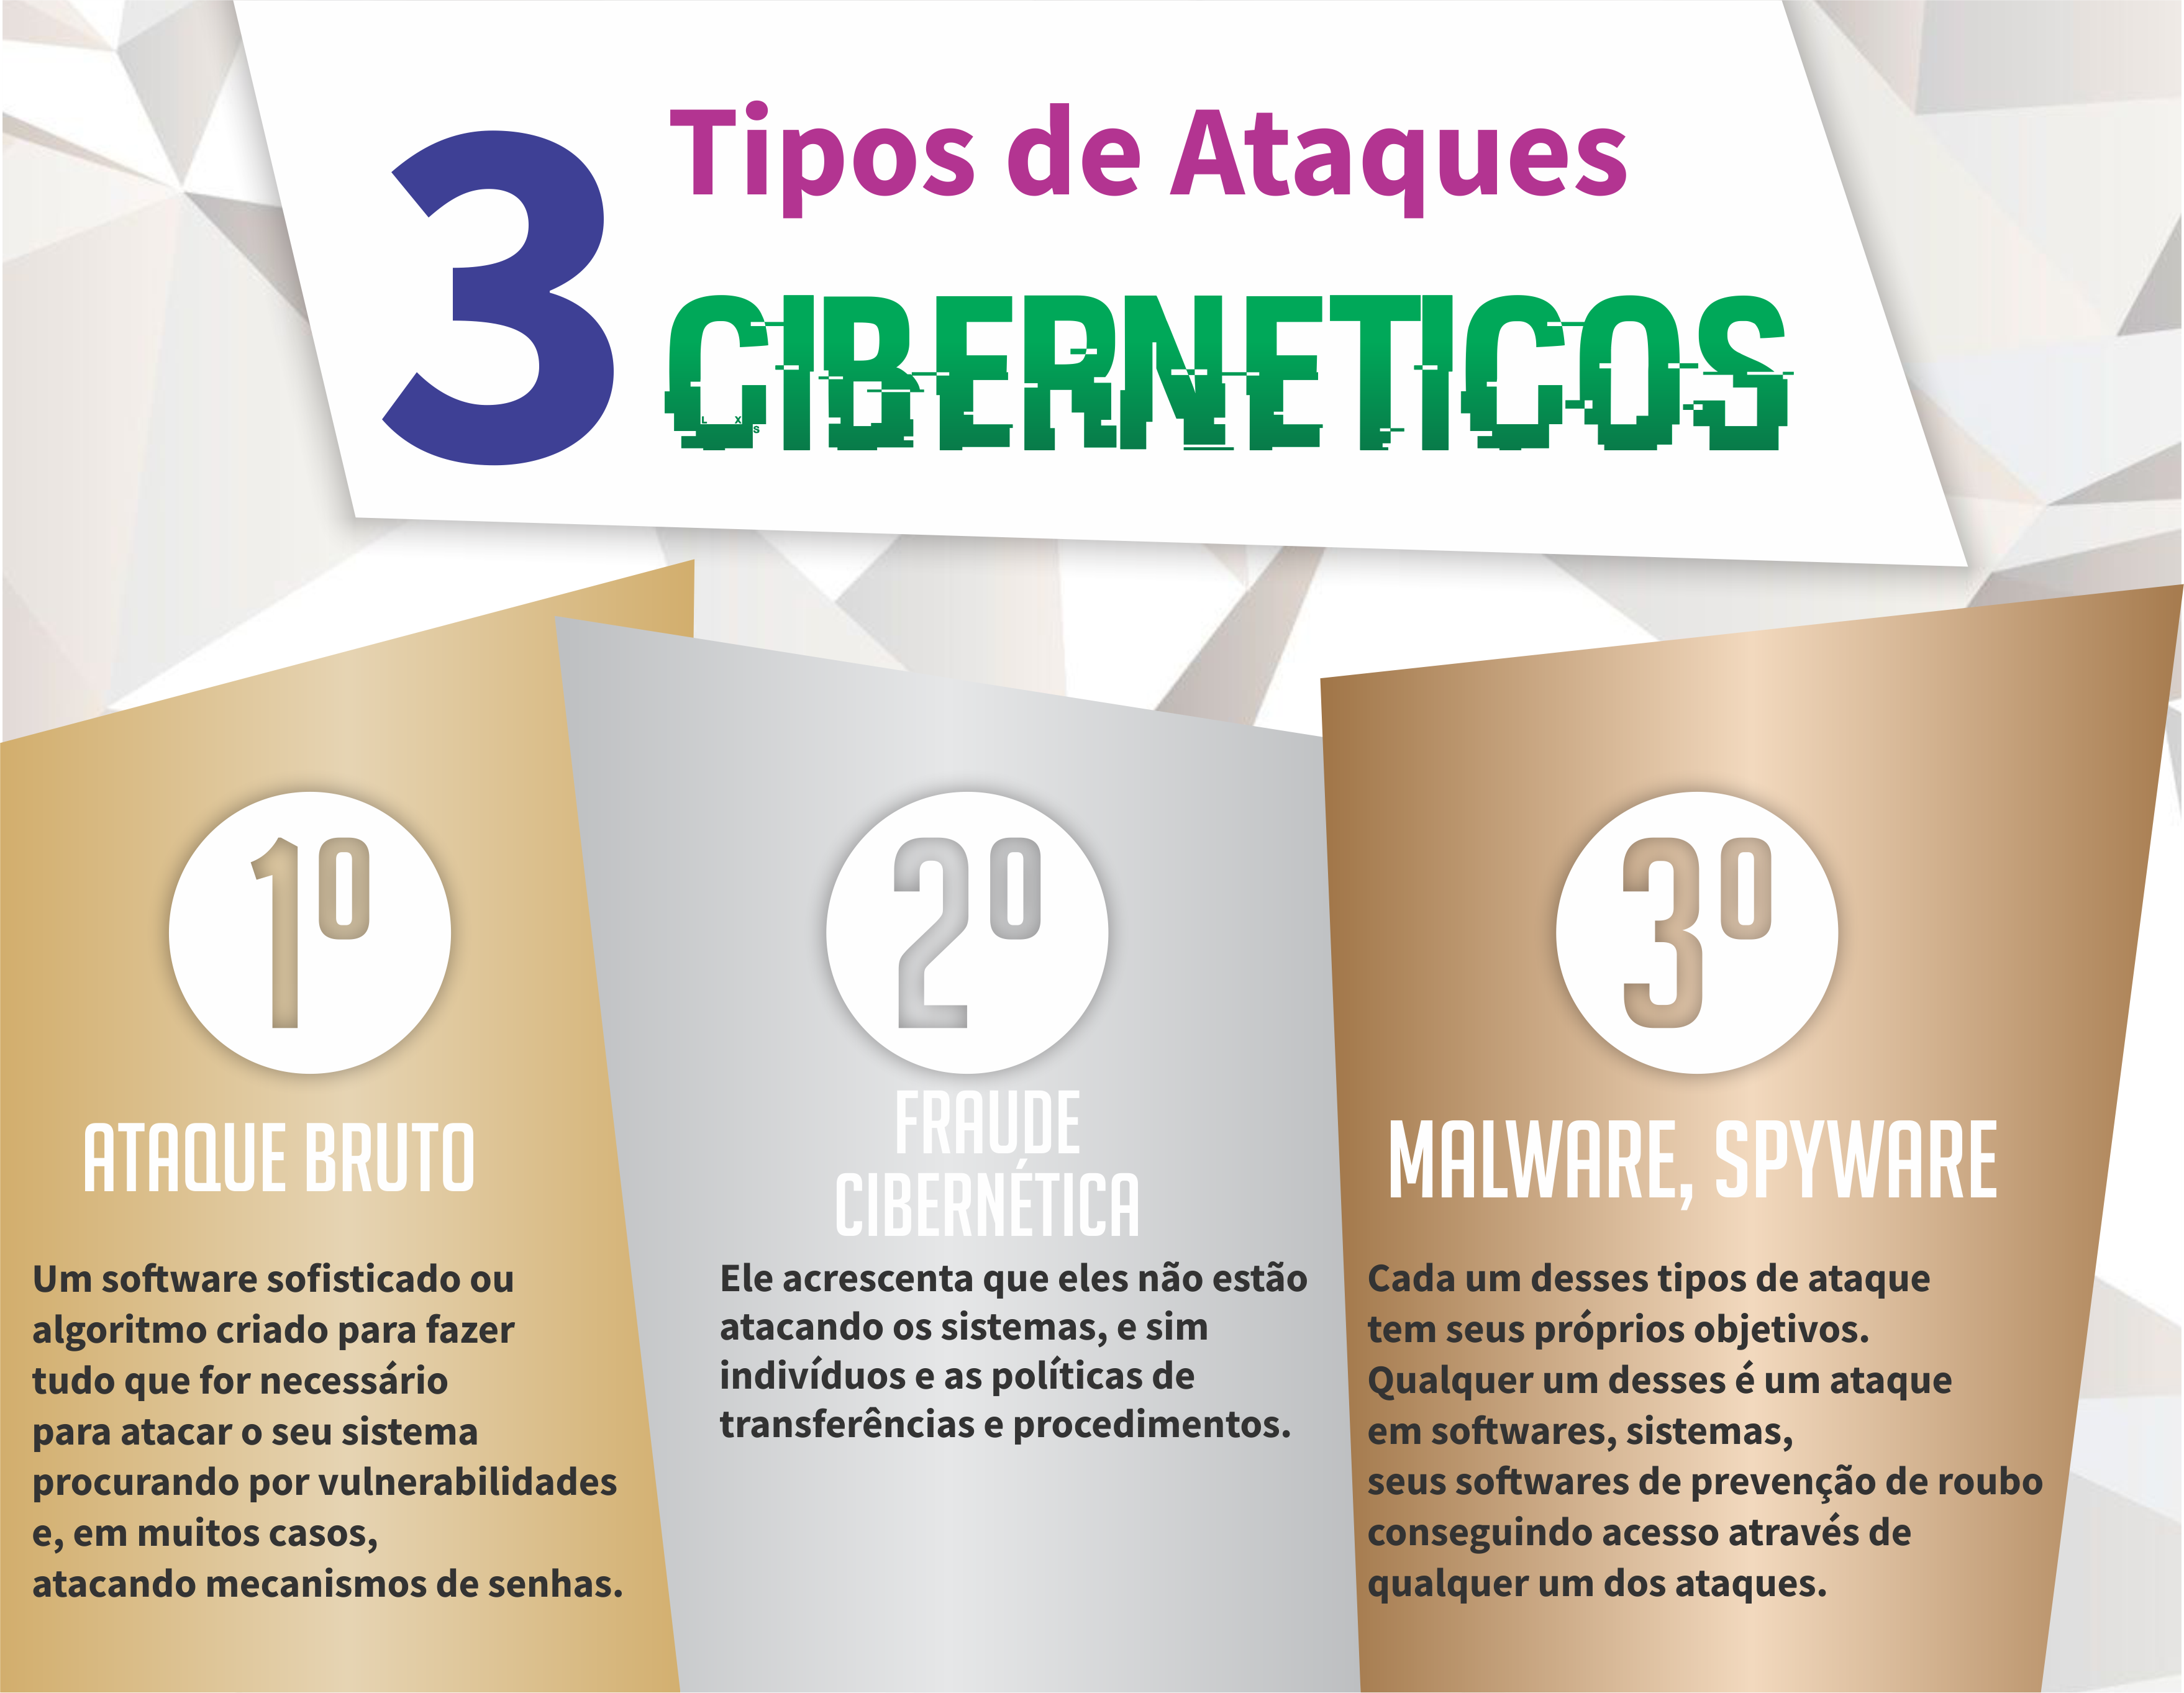 3 Tipos de Ataques
CIBERNETICOS
1º
ATAQUE BRUTO
Um software sofisticado ou
algoritmo criado para fazer
tudo que for necessário
para atacar o seu sistema
procurando por vulnerabilidades
e, em muitos casos,
atacando mecanismos de senhas.
2º
FRAUDE
CIBERNÉTICA
Ele acrescenta que eles não estão
atacando os sistemas, e sim
indivíduos e as políticas de
transferências e procedimentos.
3º
MALWARE, SPYWARE
Cada um desses tipos de ataque
tem seus próprios objetivos.
Qualquer um desses é um ataque
em softwares, sistemas,
seus softwares de prevenção de roubo
conseguindo acesso através de
qualquer um dos ataques.